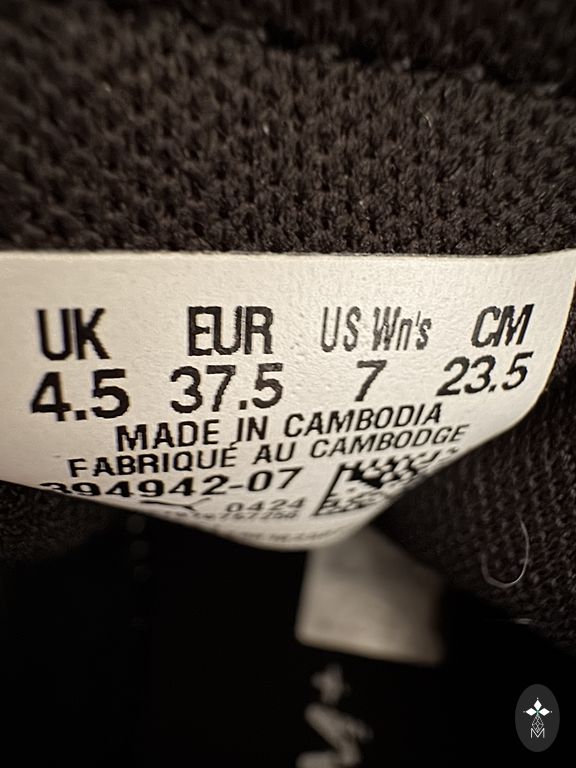 UK EUR US Wn's CM
4.5 37.5 7 23.5
MADE IN CAMBODIA
FABRIQUÉ AU CAMBODGE
394942-07
0424